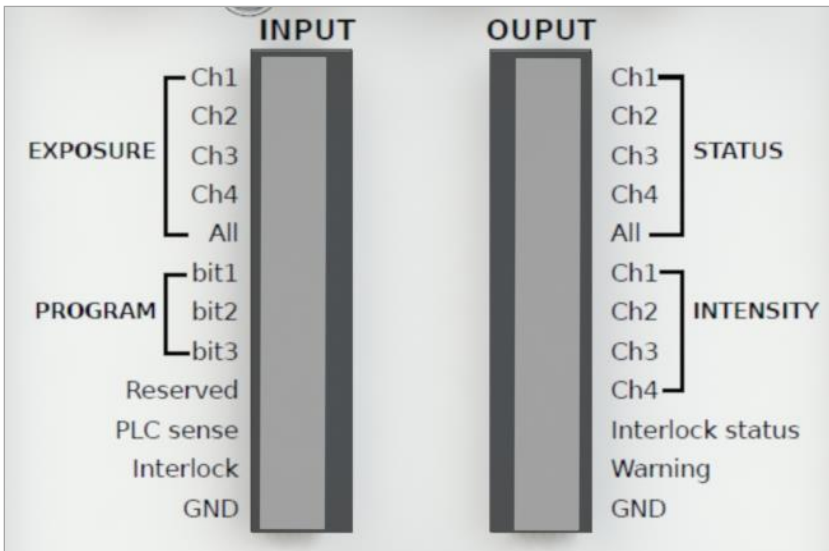 INPUT
EXPOSURE
Ch1
Ch2
Ch3
Ch4
All
PROGRAM
bit1
bit2
bit3
Reserved
PLC sense
Interlock
GND
OUPUT
Ch1
Ch2
Ch3
Ch4
All
STATUS
Ch1
Ch2
Ch3
Ch4
INTENSITY
Interlock status
Warning
GND